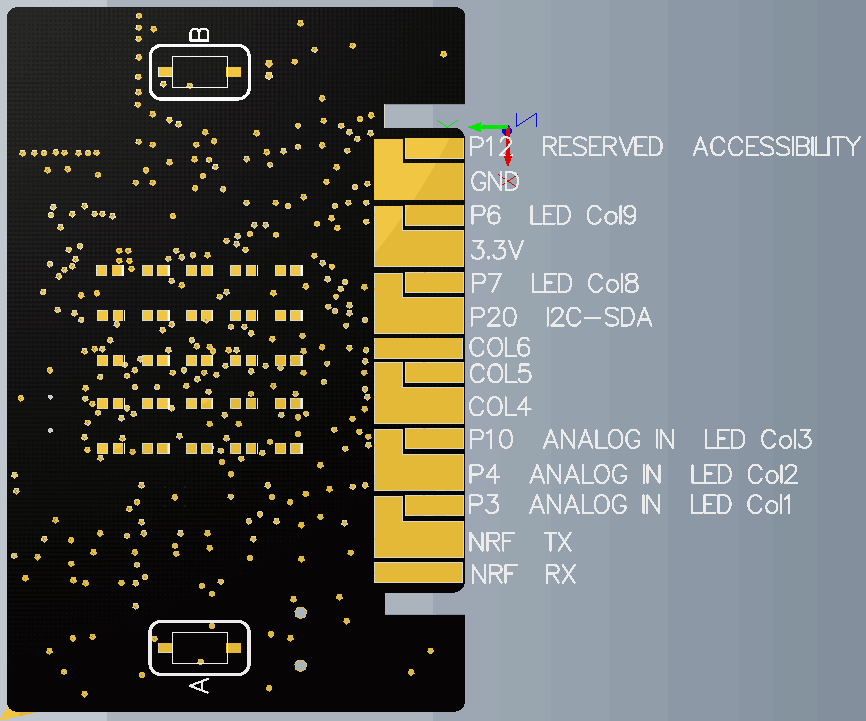 B
P12 RESERVED ACCESSIBILITY
GND
P6 LED Col9
3.3V
P7 LED Col8
P20 I2C-SDA
COL6
COL5
COL4
P10 ANALOG IN LED Col3
P4 ANALOG IN LED Col2
P3 ANALOG IN LED Col1
NRF TX
NRF RX
A